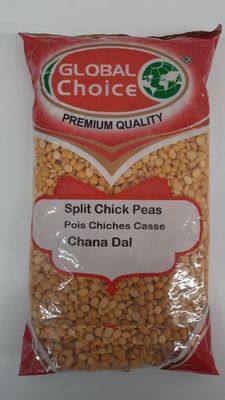 GLOBAL
Choice
®
PREMIUM QUALITY
Split Chick Peas
Pois Chiches Casse
Chana Dal